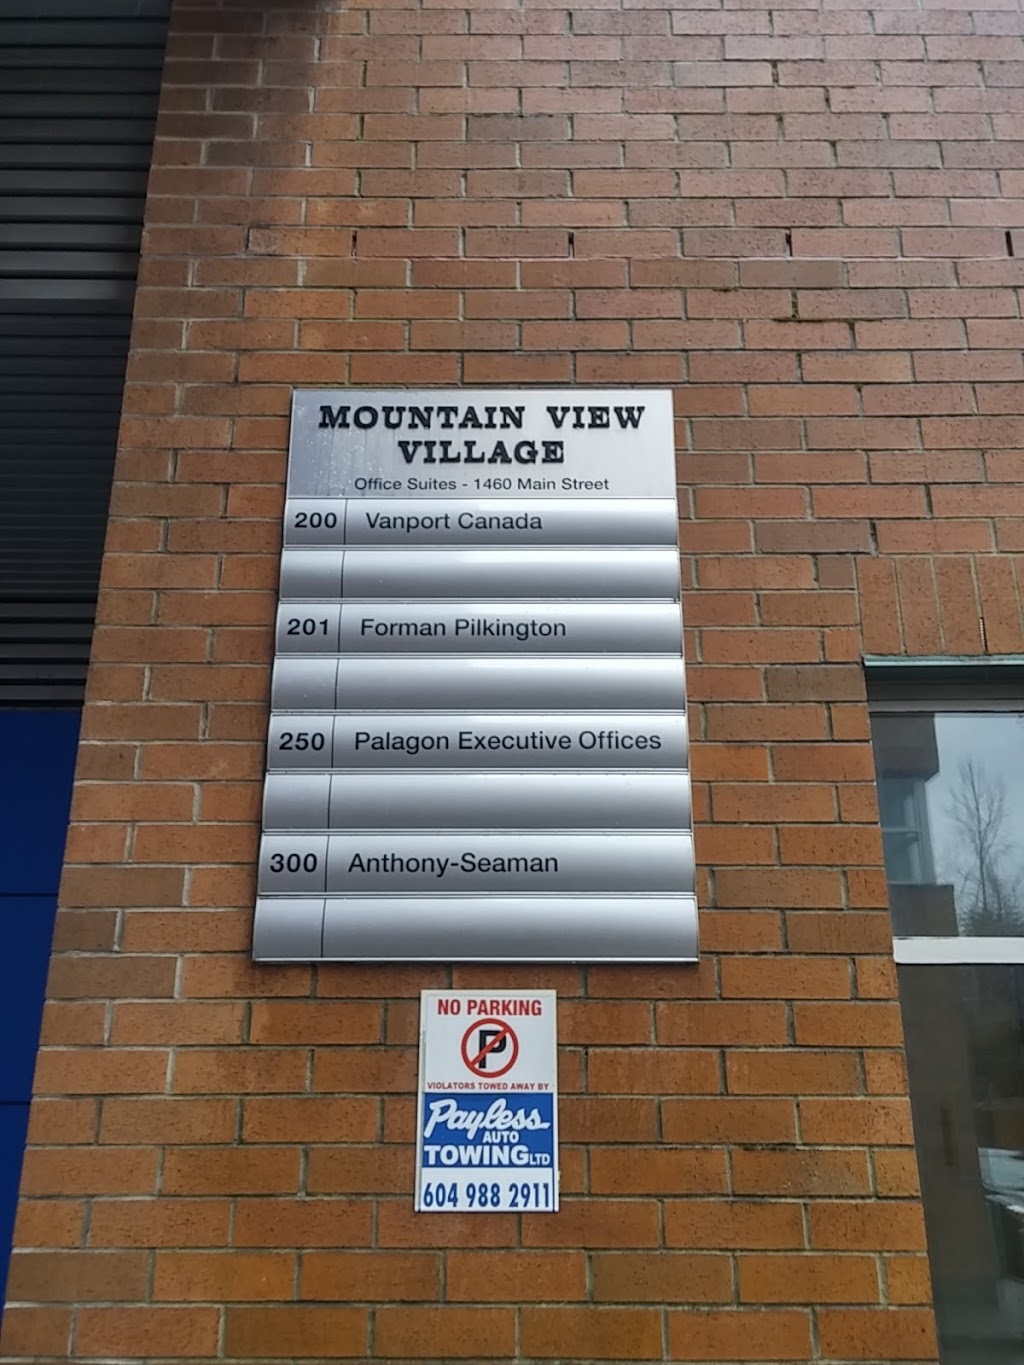 MOUNTAIN VIEW
VILLAGE
Office Suites - 1460 Main Street
200 Vanport Canada
201 Forman Pilkington
250 Palagon Executive Offices
300 Anthony-Seaman
NO PARKING
P
VIOLATORS TOWED AWAY BY
Payless
AUTO
TOWING LTD
604 988 2911